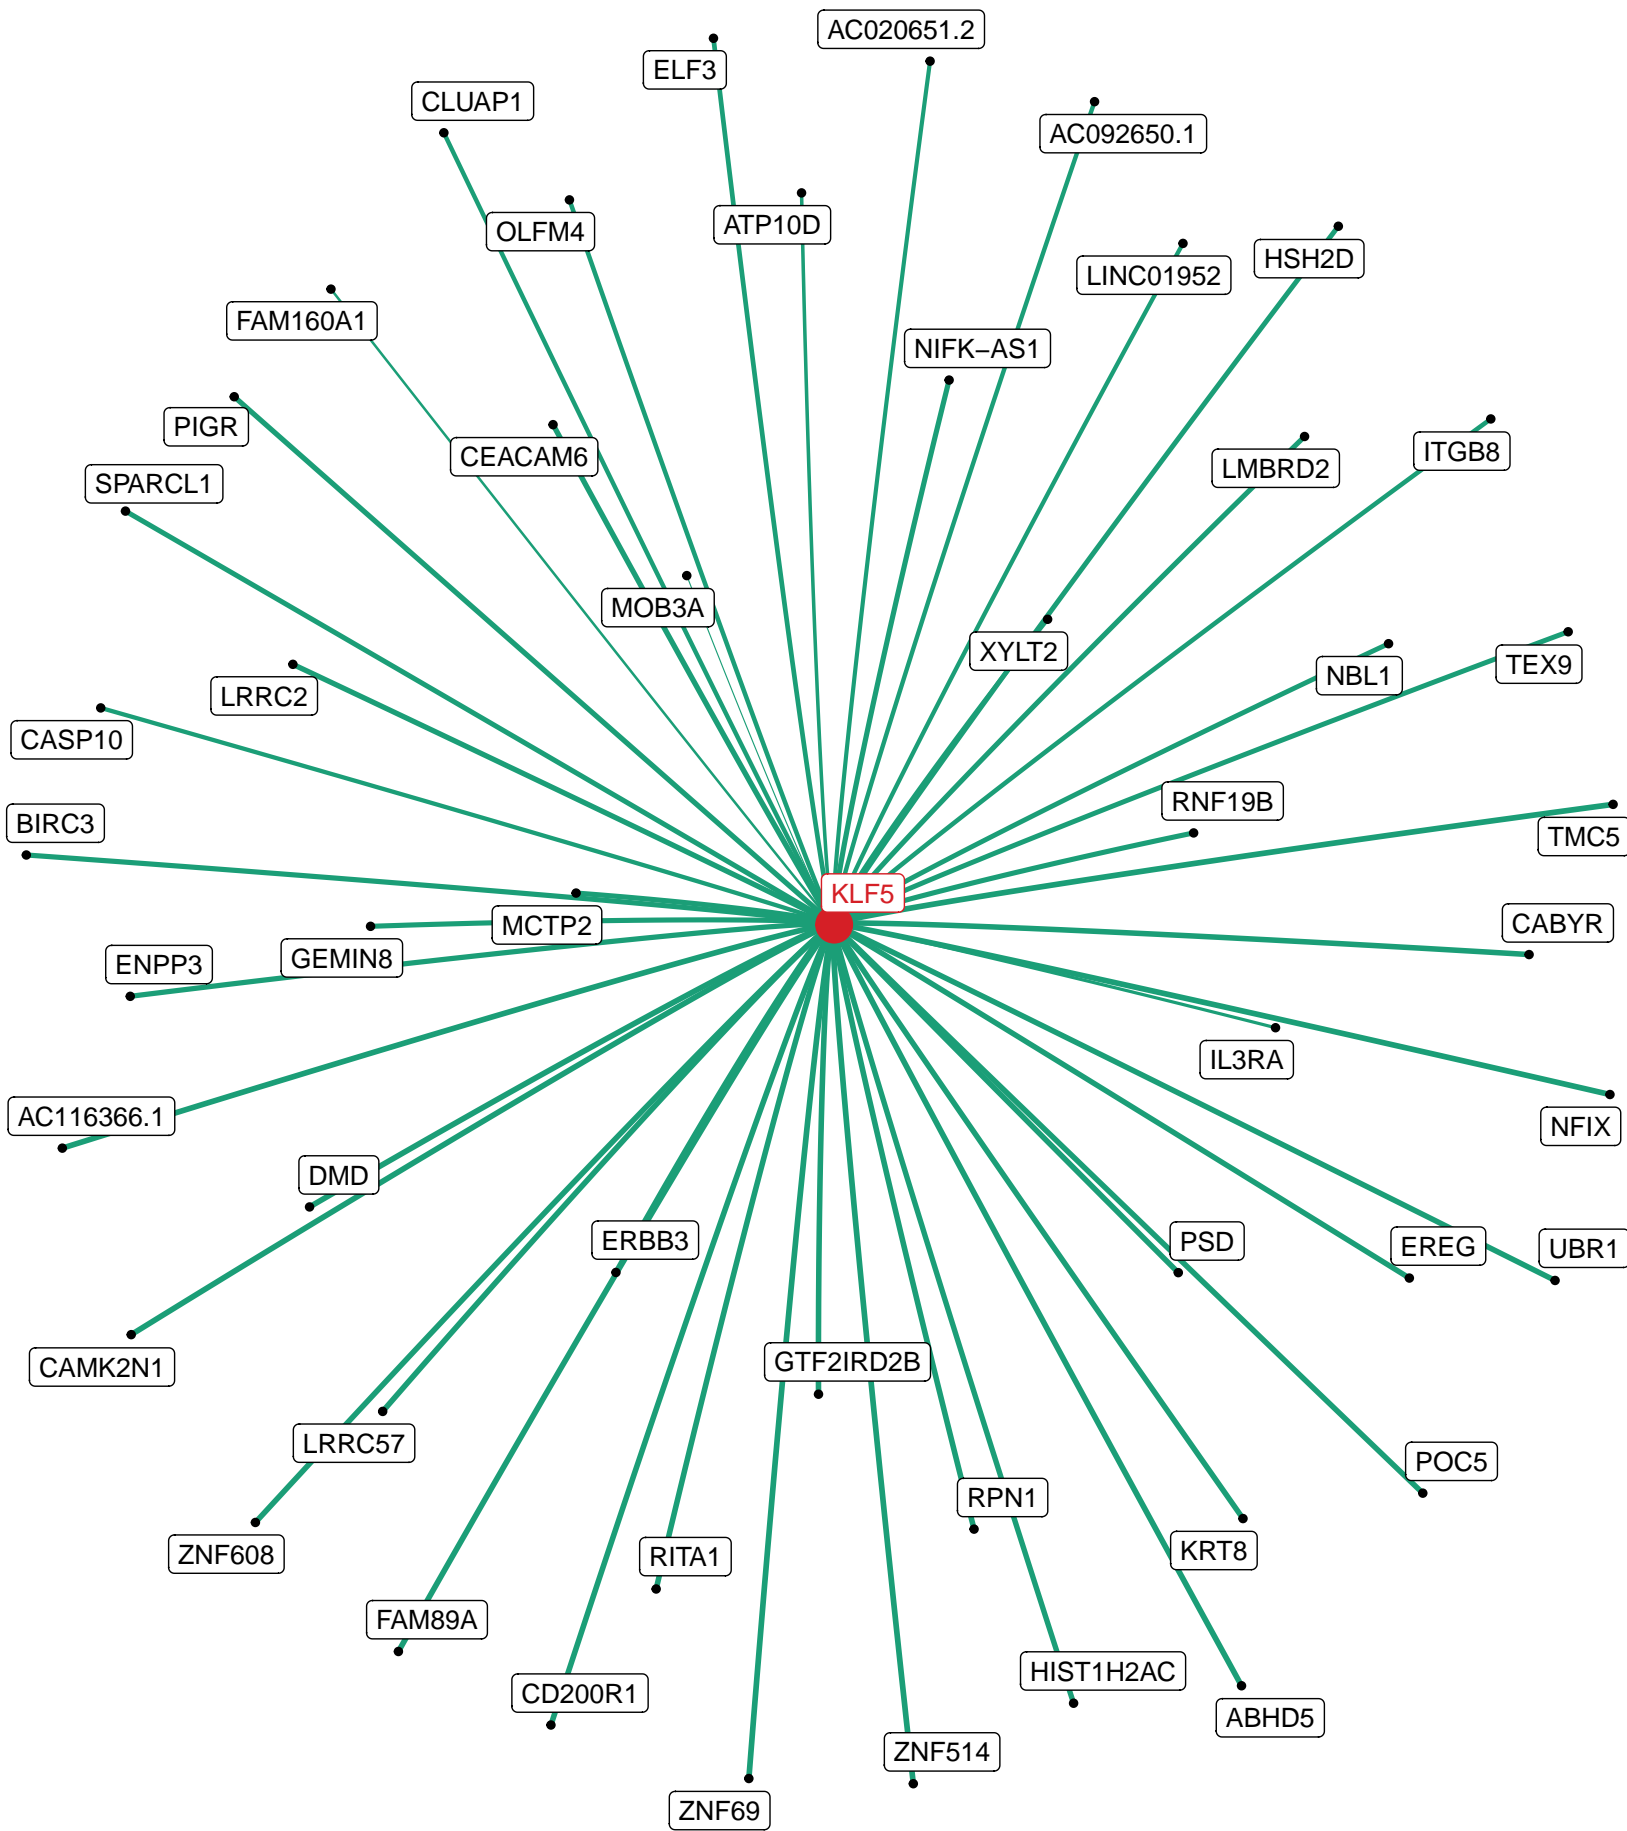 AC020651.2
ELF3
CLUAP1
AC092650.1
ATP10D
OLFM4
HSH2D
LINC01952
FAM160A1
NIFK−AS1
PIGR
ITGB8
CEACAM6
LMBRD2
SPARCL1
MOB3A
XYLT2
TEX9
NBL1
LRRC2
CASP10
RNF19B
BIRC3
TMC5
KLF5
CABYR
MCTP2
GEMIN8
ENPP3
IL3RA
AC116366.1
NFIX
DMD
ERBB3
PSD
EREG
UBR1
GTF2IRD2B
CAMK2N1
LRRC57
POC5
RPN1
KRT8
ZNF608
RITA1
FAM89A
HIST1H2AC
CD200R1
ABHD5
ZNF514
ZNF69